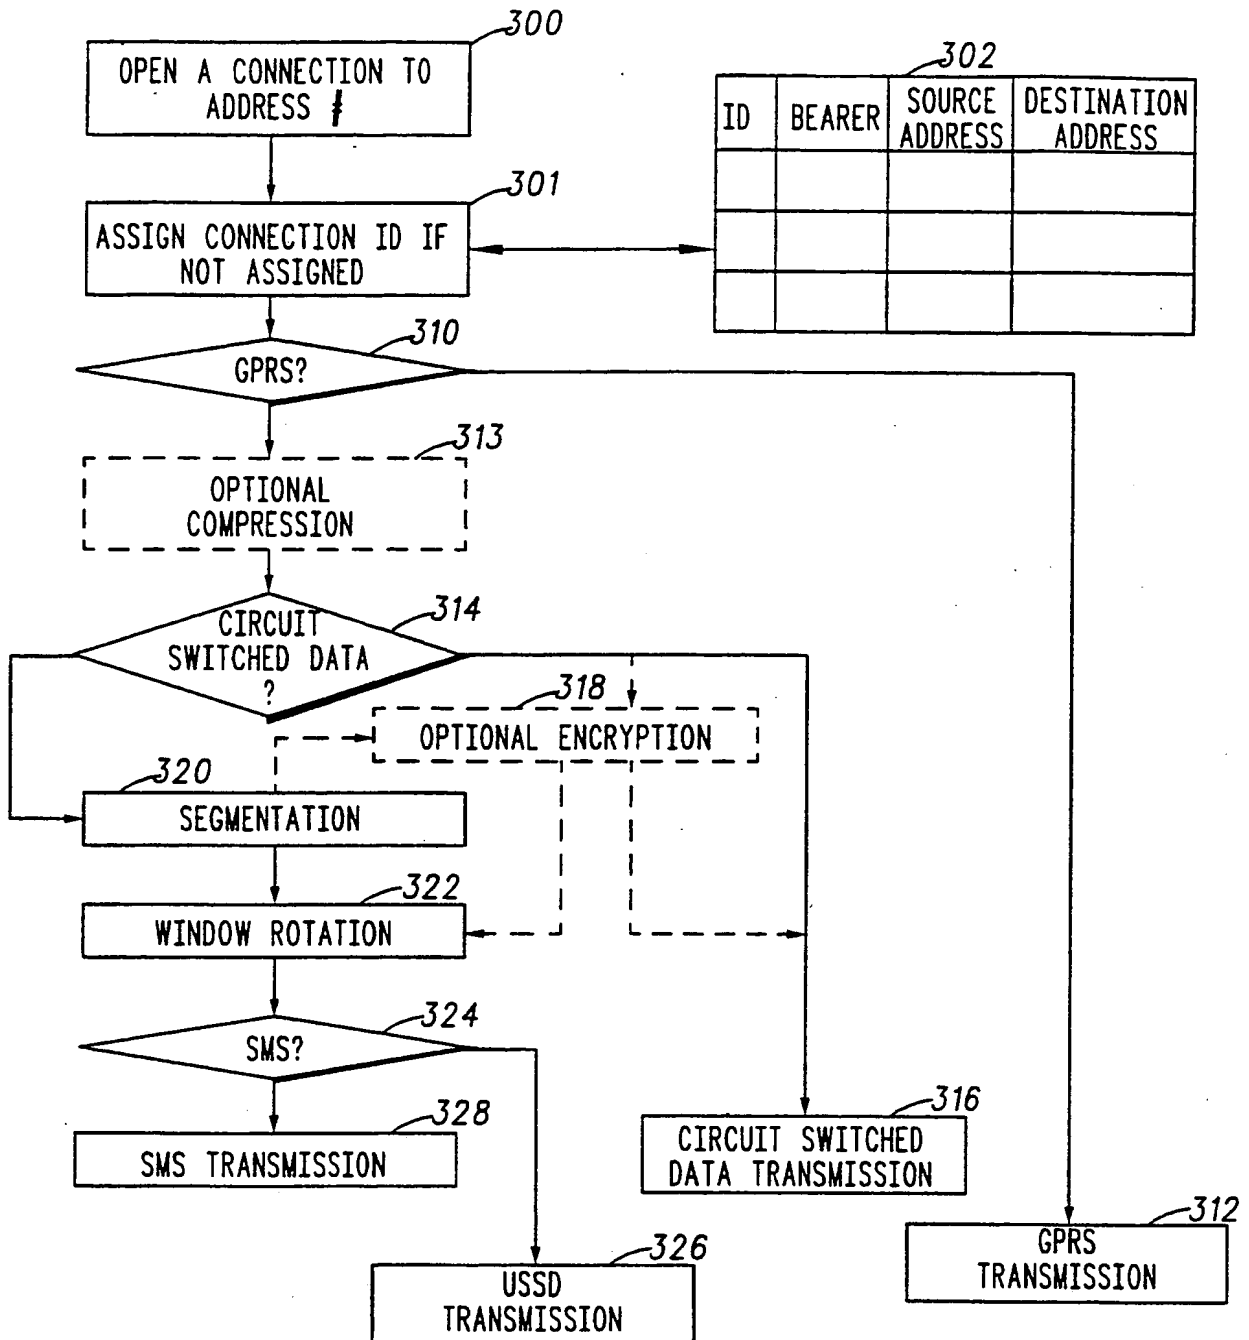 300
OPEN A CONNECTION TO
ADDRESS #
302
ID
BEARER
SOURCE
ADDRESS
DESTINATION
ADDRESS
301
ASSIGN CONNECTION ID IF
NOT ASSIGNED
310
GPRS?
313
OPTIONAL
COMPRESSION
314
CIRCUIT
SWITCHED DATA
?
318
OPTIONAL ENCRYPTION
320
SEGMENTATION
322
WINDOW ROTATION
324
SMS?
328
SMS TRANSMISSION
316
CIRCUIT SWITCHED
DATA TRANSMISSION
312
GPRS
TRANSMISSION
326
USSD
TRANSMISSION